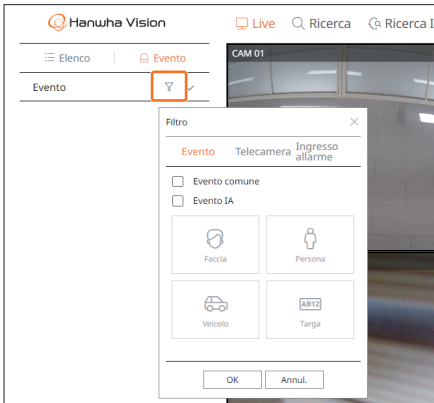 Hanwha Vision
Live Ricerca Ricerca I
Elenco Evento
CAM 01
Evento
Filtro
Evento Telecamera Ingresso allarme
Evento comune
Evento IA
Faccia Persona
AB12
Veicolo Targa
OK Annul.